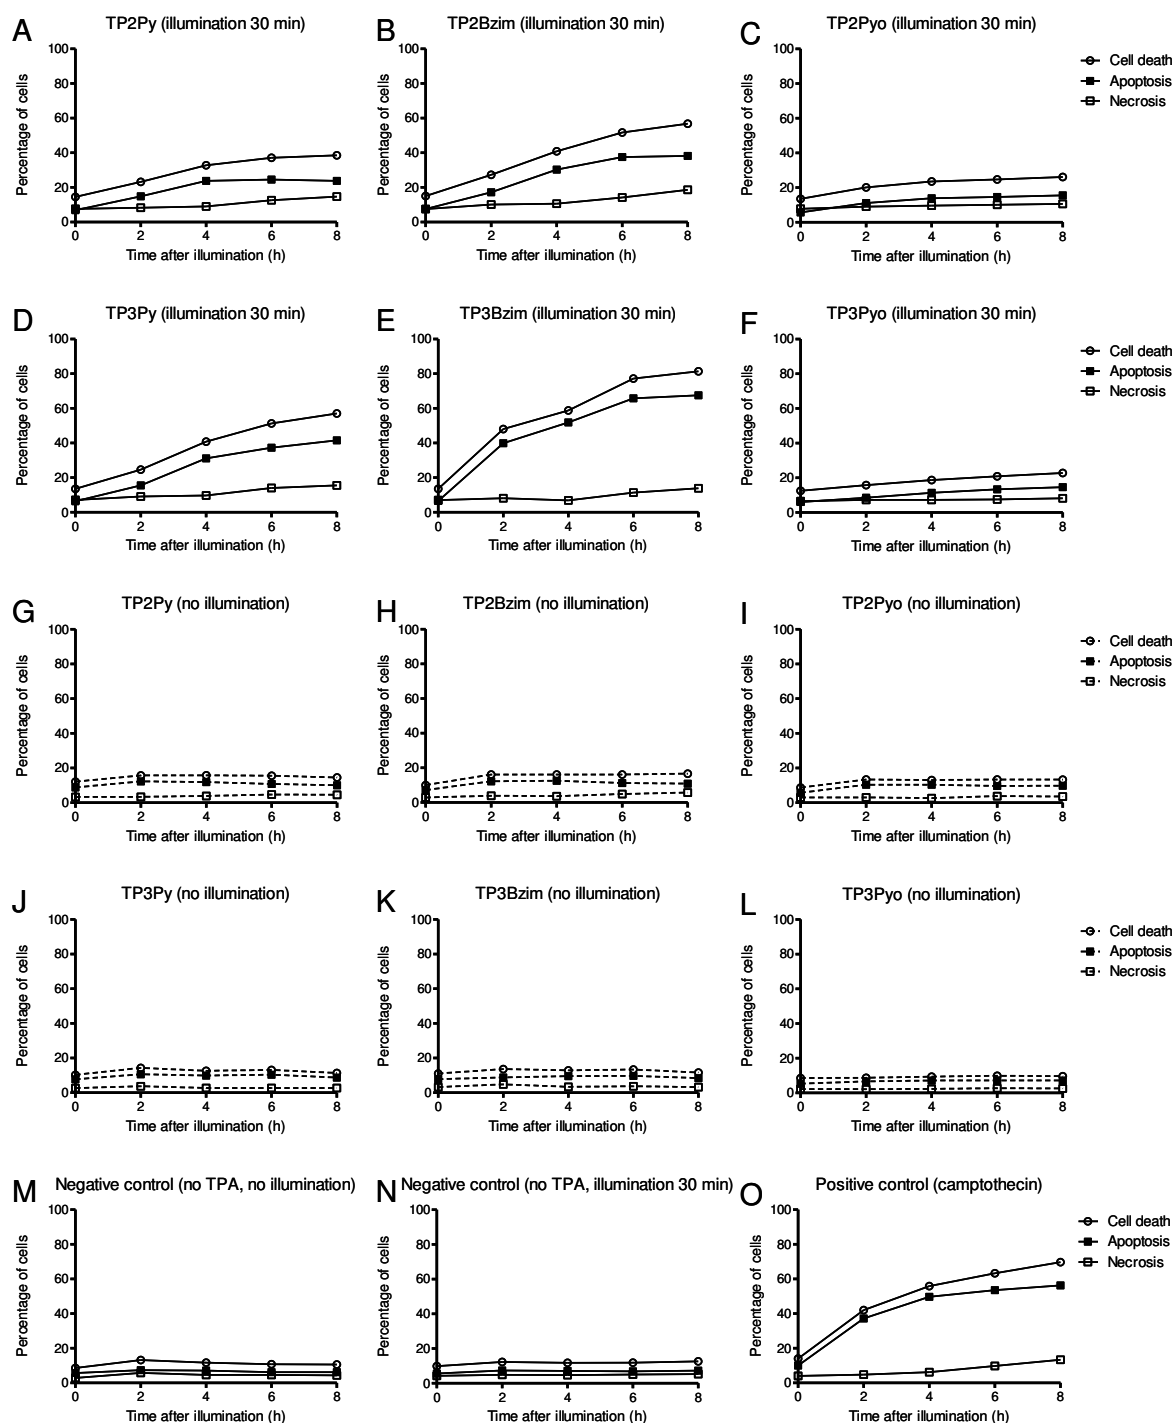 A TP2Py (illumination 30 min)
Percentage of cells
100
80
60
40
20
0
0 2 4 6 8
Time after illumination (h)
B TP2Bzim (illumination 30 min)
Percentage of cells
100
80
60
40
20
0
0 2 4 6 8
Time after illumination (h)
C TP2Pyo (illumination 30 min)
Percentage of cells
100
80
60
40
20
0
0 2 4 6 8
Time after illumination (h)
Cell death
Apoptosis
Necrosis
D TP3Py (illumination 30 min)
Percentage of cells
100
80
60
40
20
0
0 2 4 6 8
Time after illumination (h)
E TP3Bzim (illumination 30 min)
Percentage of cells
100
80
60
40
20
0
0 2 4 6 8
Time after illumination (h)
F TP3Pyo (illumination 30 min)
Percentage of cells
100
80
60
40
20
0
0 2 4 6 8
Time after illumination (h)
Cell death
Apoptosis
Necrosis
G TP2Py (no illumination)
Percentage of cells
100
80
60
40
20
0
0 2 4 6 8
Time after illumination (h)
H TP2Bzim (no illumination)
Percentage of cells
100
80
60
40
20
0
0 2 4 6 8
Time after illumination (h)
I TP2Pyo (no illumination)
Percentage of cells
100
80
60
40
20
0
0 2 4 6 8
Time after illumination (h)
Cell death
Apoptosis
Necrosis
J TP3Py (no illumination)
Percentage of cells
100
80
60
40
20
0
0 2 4 6 8
Time after illumination (h)
K TP3Bzim (no illumination)
Percentage of cells
100
80
60
40
20
0
0 2 4 6 8
Time after illumination (h)
L TP3Pyo (no illumination)
Percentage of cells
100
80
60
40
20
0
0 2 4 6 8
Time after illumination (h)
Cell death
Apoptosis
Necrosis
M Negative control (no TPA, no illumination)
Percentage of cells
100
80
60
40
20
0
0 2 4 6 8
Time after illumination (h)
N Negative control (no TPA, illumination 30 min)
Percentage of cells
100
80
60
40
20
0
0 2 4 6 8
Time after illumination (h)
O Positive control (camptothecin)
Percentage of cells
100
80
60
40
20
0
0 2 4 6 8
Time after illumination (h)
Cell death
Apoptosis
Necrosis